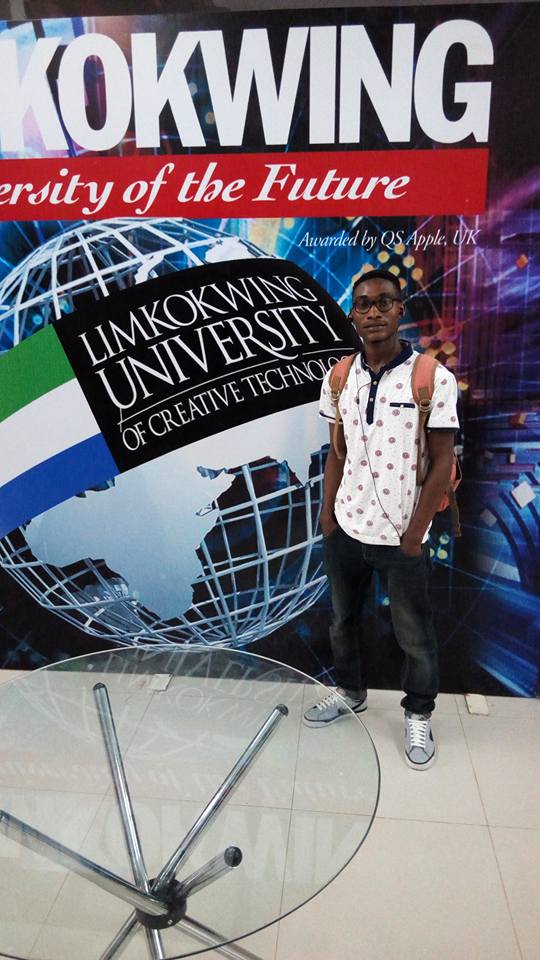 KOKWING
ersity of the Future
Awarded by QS Apple, UK
LIMKOKWING
UNIVERSITY
OF CREATIVE TECHNOLO